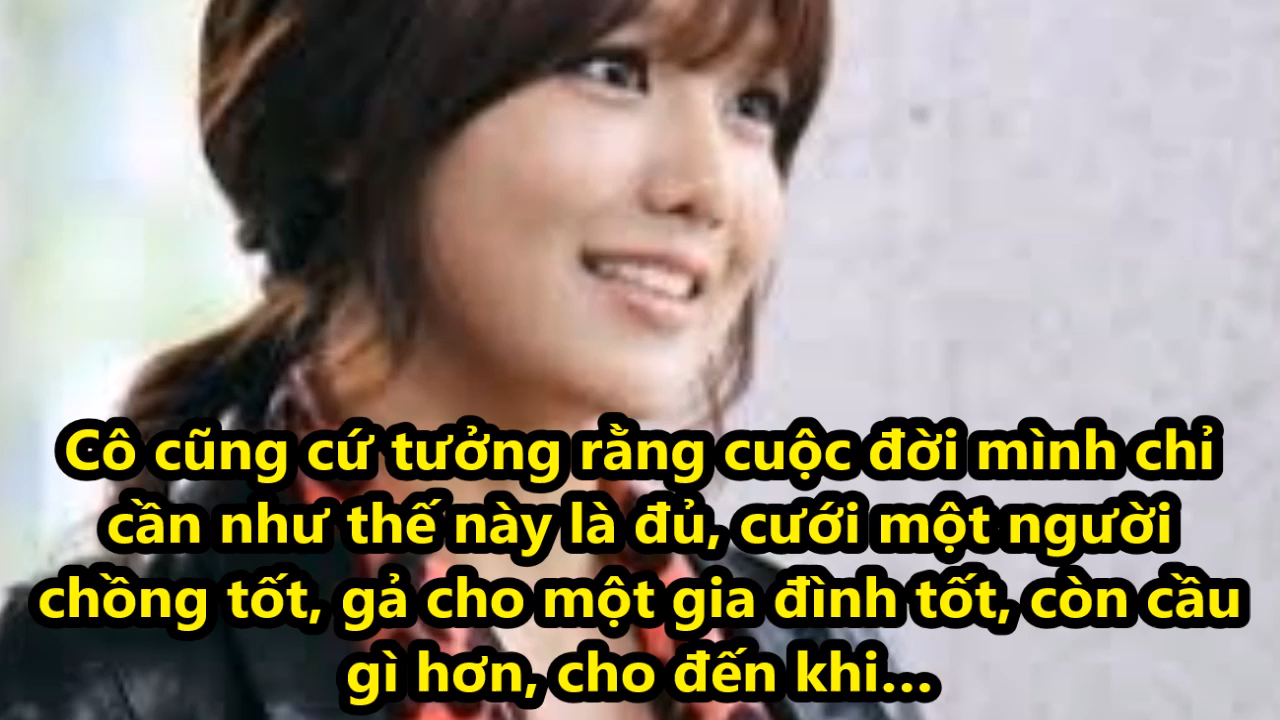 Cô cũng cứ tưởng rằng cuộc đời mình chỉ
cần như thế này là đủ, cưới một người
chồng tốt, gả cho một gia đình tốt, còn cầu
gì hơn, cho đến khi...